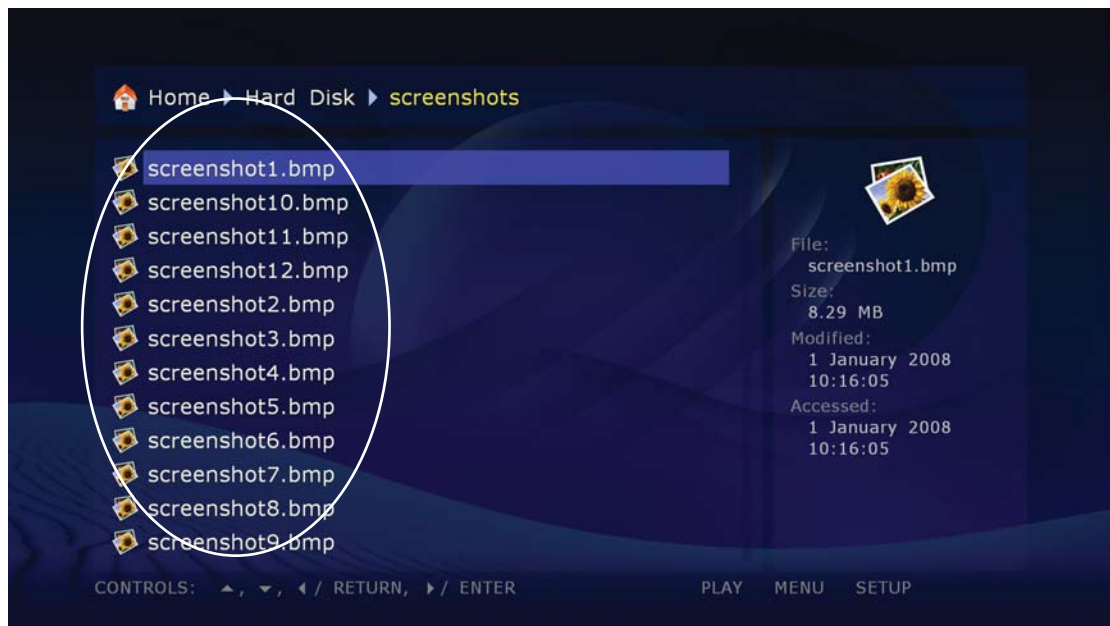 Home Hard Disk screenshots
screenshot1.bmp
screenshot10.bmp
screenshot11.bmp
screenshot12.bmp
screenshot2.bmp
screenshot3.bmp
screenshot4.bmp
screenshot5.bmp
screenshot6.bmp
screenshot7.bmp
screenshot8.bmp
screenshot9.bmp
File:
screenshot1.bmp
Size:
8.29 MB
Modified:
1 January 2008
10:16:05
Accessed:
1 January 2008
10:16:05
CONTROLS: ▲, ▼, ◀/ RETURN, ▶/ ENTER PLAY MENU SETUP